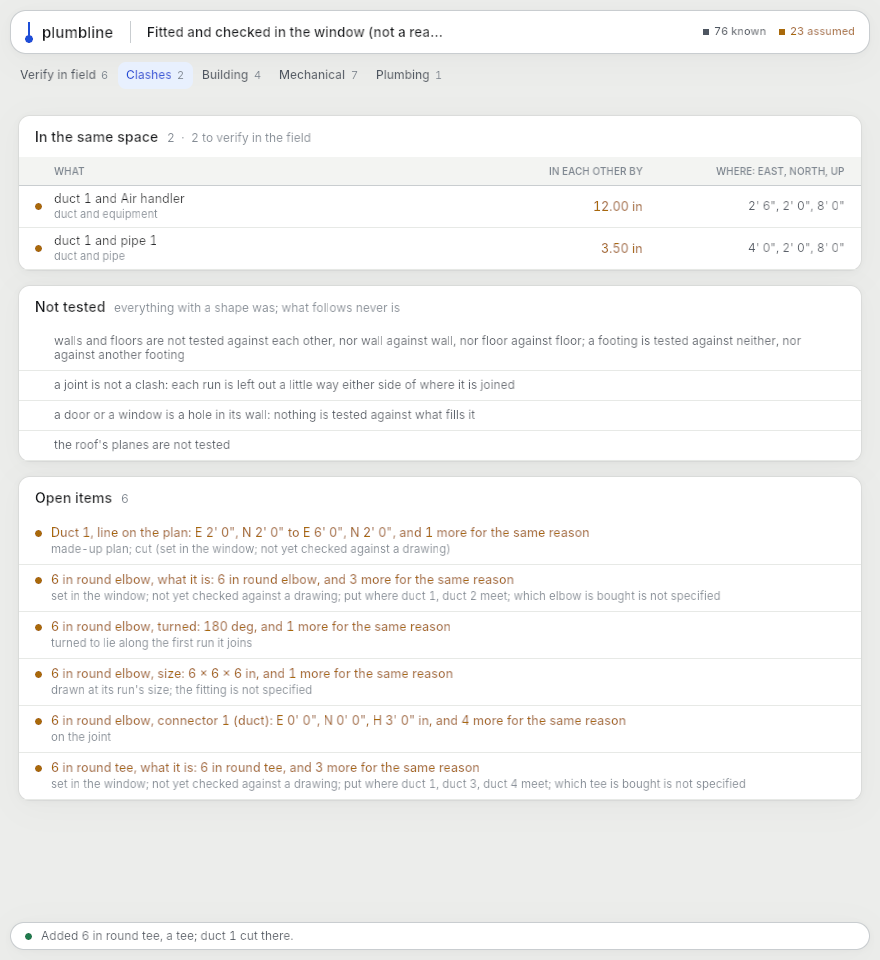 plumbline
Fitted and checked in the window (not a rea...
76 known
23 assumed
Verify in field 6
Clashes 2
Building 4
Mechanical 7
Plumbing 1
In the same space 2 · 2 to verify in the field
WHAT
IN EACH OTHER BY
WHERE: EAST, NORTH, UP
duct 1 and Air handler
duct and equipment
12.00 in
2' 6", 2' 0", 8' 0"
duct 1 and pipe 1
duct and pipe
3.50 in
4' 0", 2' 0", 8' 0"
Not tested everything with a shape was; what follows never is
walls and floors are not tested against each other, nor wall against wall, nor floor against floor; a footing is tested against neither, nor
against another footing
a joint is not a clash: each run is left out a little way either side of where it is joined
a door or a window is a hole in its wall: nothing is tested against what fills it
the roof's planes are not tested
Open items 6
Duct 1, line on the plan: E 2' 0", N 2' 0" to E 6' 0", N 2' 0", and 1 more for the same reason
made-up plan; cut (set in the window; not yet checked against a drawing)
6 in round elbow, what it is: 6 in round elbow, and 3 more for the same reason
set in the window; not yet checked against a drawing; put where duct 1, duct 2 meet; which elbow is bought is not specified
6 in round elbow, turned: 180 deg, and 1 more for the same reason
turned to lie along the first run it joins
6 in round elbow, size: 6 × 6 × 6 in, and 1 more for the same reason
drawn at its run's size; the fitting is not specified
6 in round elbow, connector 1 (duct): E 0' 0", N 0' 0", H 3' 0" in, and 4 more for the same reason
on the joint
6 in round tee, what it is: 6 in round tee, and 3 more for the same reason
set in the window; not yet checked against a drawing; put where duct 1, duct 3, duct 4 meet; which tee is bought is not specified
Added 6 in round tee, a tee; duct 1 cut there.